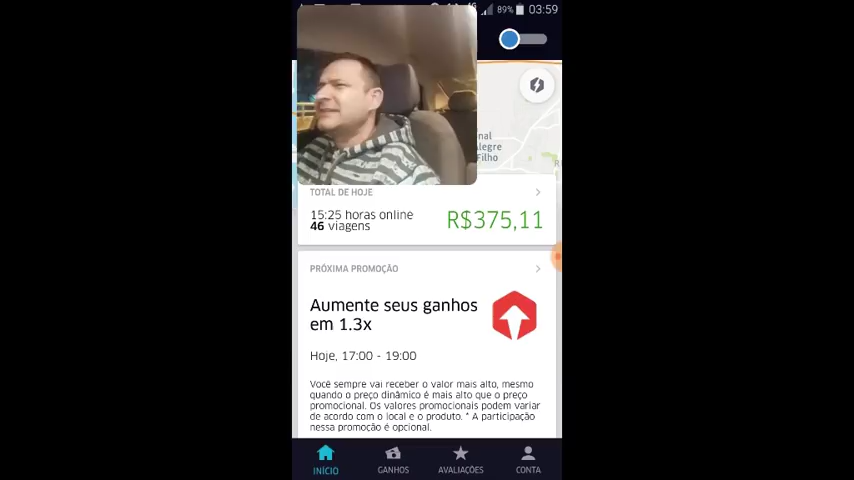 89% 03:59
nal
Alegre
Filho
TOTAL DE HOJE
15:25 horas online
46 viagens
R$375,11
PRÓXIMA PROMOÇÃO
Aumente seus ganhos
em 1.3x
Hoje, 17:00 - 19:00
Você sempre vai receber o valor mais alto, mesmo
quando o preço dinâmico é mais alto que o preço
promocional. Os valores promocionais podem variar
de acordo com o local e o produto. * A participação
nessa promoção é opcional.
INÍCIO
GANHOS
AVALIAÇÕES
CONTA